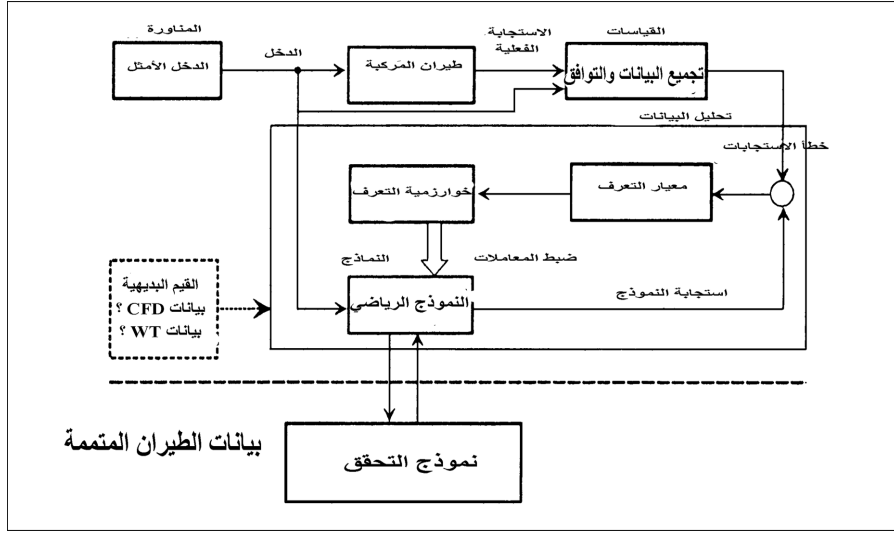 المناورة
الدخل الأمثل
الدخل
طيران المركبة
الاستجابة
الفعلية
القياسات
تجميع البيانات والتوافق
تحليل البيانات
خطأ الاستجابات
معيار التعرف
خوارزمية التعرف
ضبط المعاملات
النماذج
النموذج الرياضي
استجابة النموذج
القيم البديهية
بيانات CFD ؟
بيانات WT ؟
بيانات الطيران المتممة
نموذج التحقق